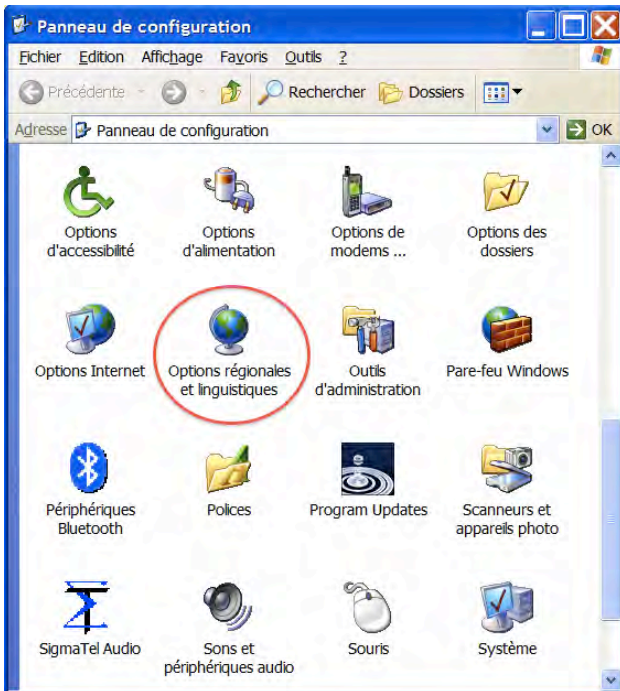 Panneau de configuration
Fichier Edition Affichage Favoris Outils ?
Précédente Rechercher Dossiers
Adresse Panneau de configuration OK
Options d'accessibilité
Options d'alimentation
Options de modems ...
Options des dossiers
Options Internet
Options régionales et linguistiques
Outils d'administration
Pare-feu Windows
Périphériques Bluetooth
Polices
Program Updates
Scanneurs et appareils photo
SigmaTel Audio
Sons et périphériques audio
Souris
Système